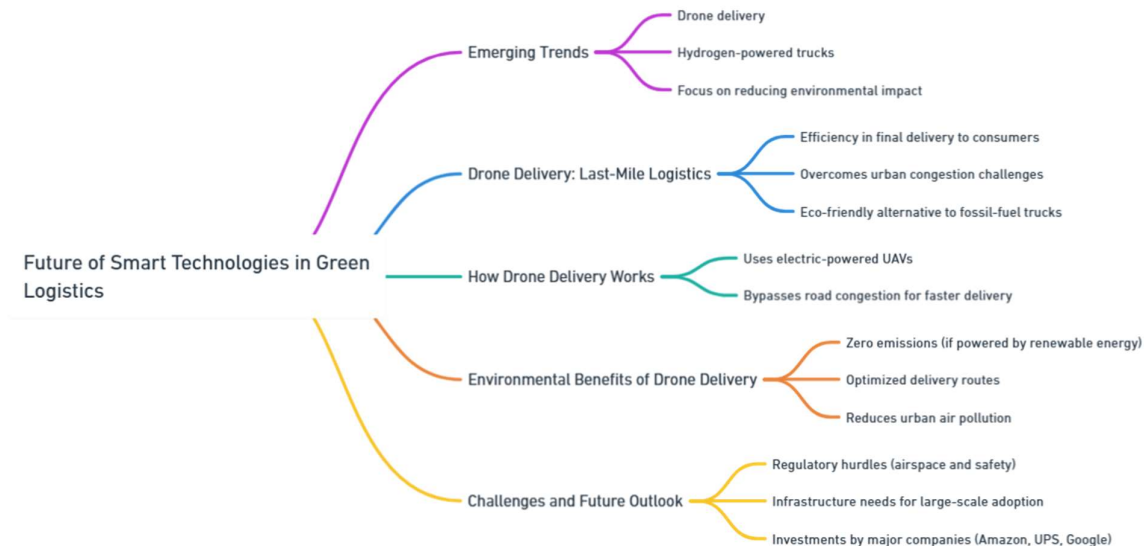 Future of Smart Technologies in Green
Logistics
Emerging Trends
Drone delivery
Hydrogen-powered trucks
Focus on reducing environmental impact
Drone Delivery: Last-Mile Logistics
Efficiency in final delivery to consumers
Overcomes urban congestion challenges
Eco-friendly alternative to fossil-fuel trucks
How Drone Delivery Works
Uses electric-powered UAVs
Bypasses road congestion for faster delivery
Environmental Benefits of Drone Delivery
Zero emissions (if powered by renewable energy)
Optimized delivery routes
Reduces urban air pollution
Challenges and Future Outlook
Regulatory hurdles (airspace and safety)
Infrastructure needs for large-scale adoption
Investments by major companies (Amazon, UPS, Google)